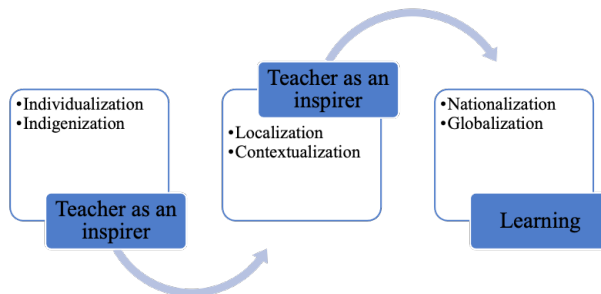 •Individualization
•Indigenization
Teacher as an
inspirer
Teacher as an
inspirer
•Localization
•Contextualization
•Nationalization
•Globalization
Learning